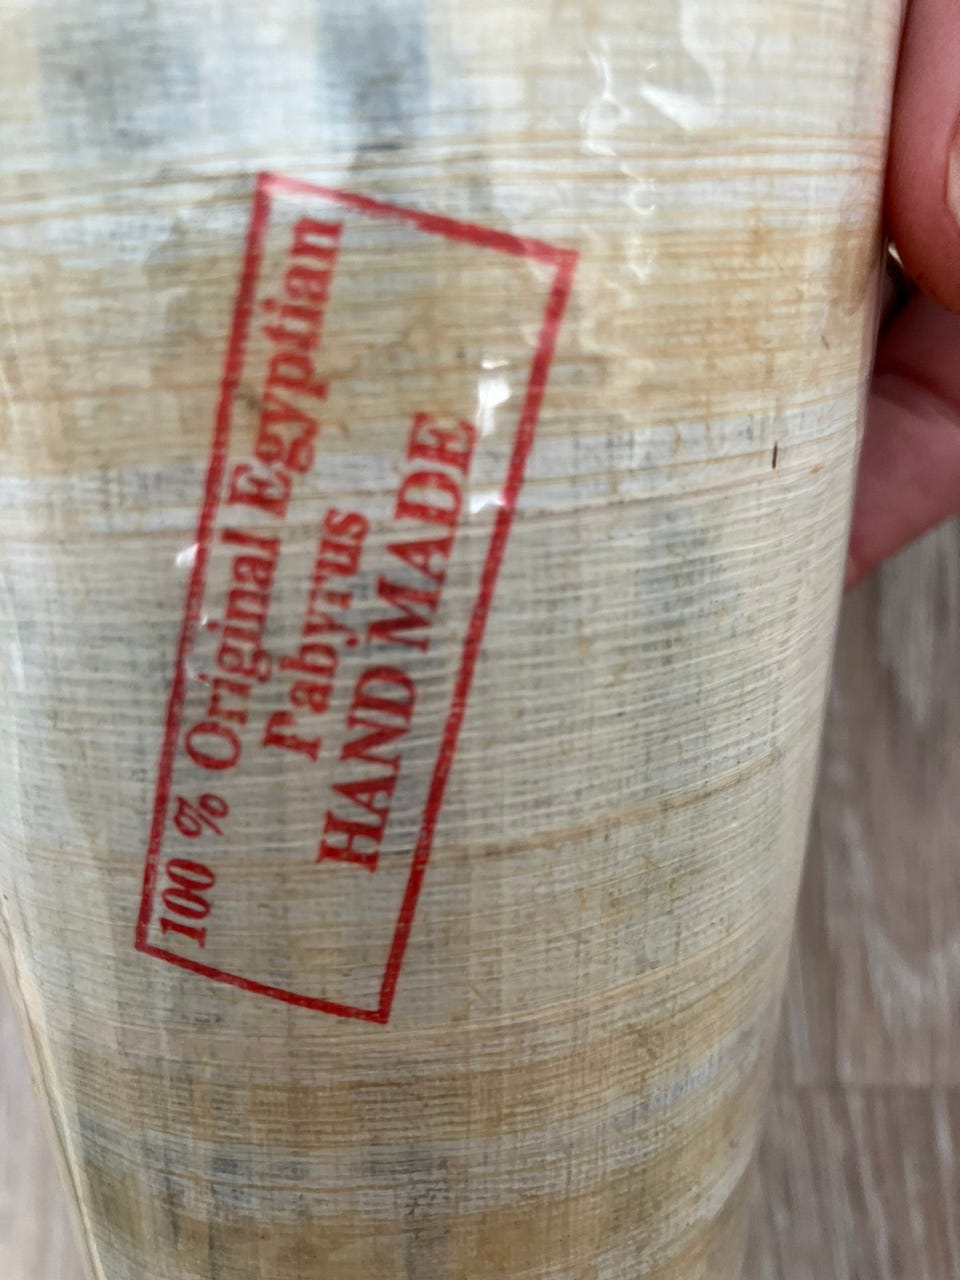 100 % Original Egyptian
Pabyrus
HAND MADE